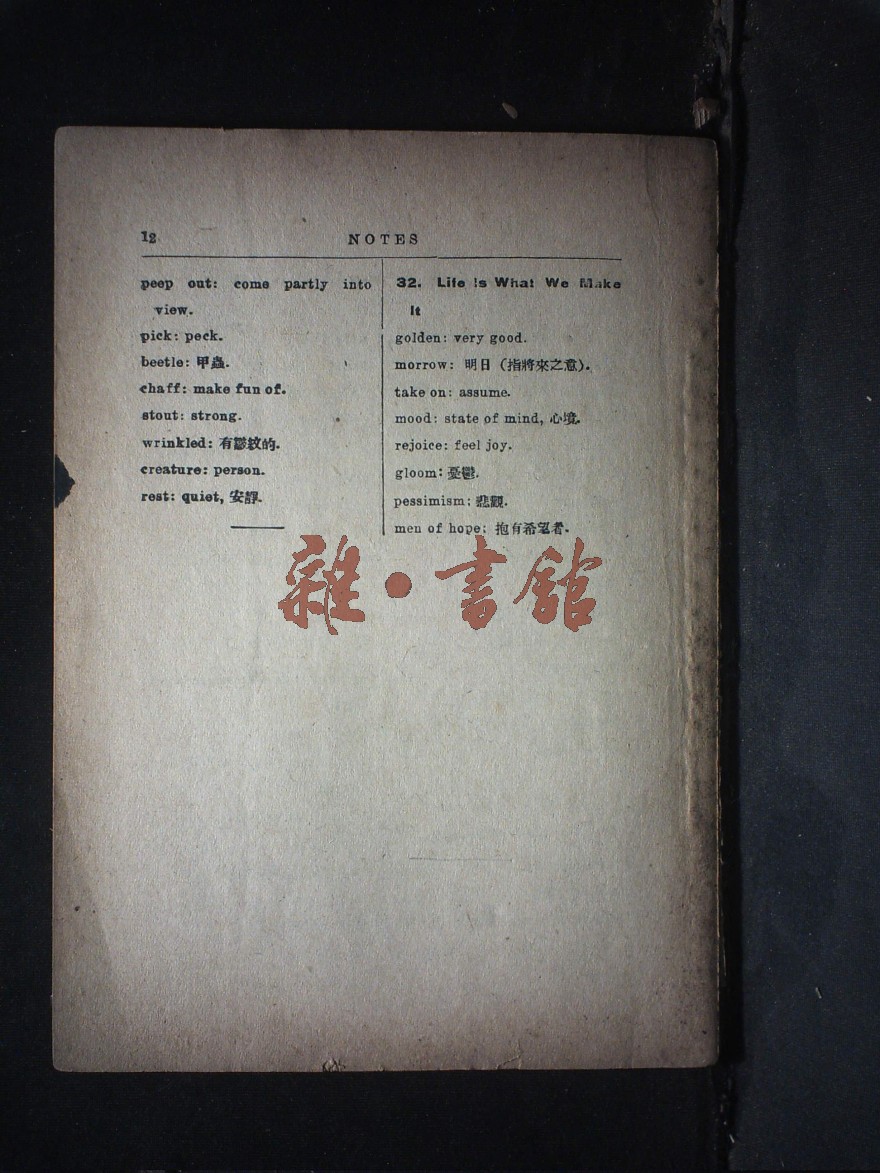 12
NOTES
peep out: come partly into
view.
pick: peck.
beetle: 甲蟲.
chaff: make fun of.
stout: strong.
wrinkled: 有皺紋的.
creature: person.
rest: quiet, 安靜.
32. Life Is What We Make
It
golden: very good.
morrow: 明日 (指將來之意).
take on: assume.
mood: state of mind, 心境.
rejoice: feel joy.
gloom: 憂鬱.
pessimism: 悲觀.
men of hope: 抱有希望者.
雜·書館